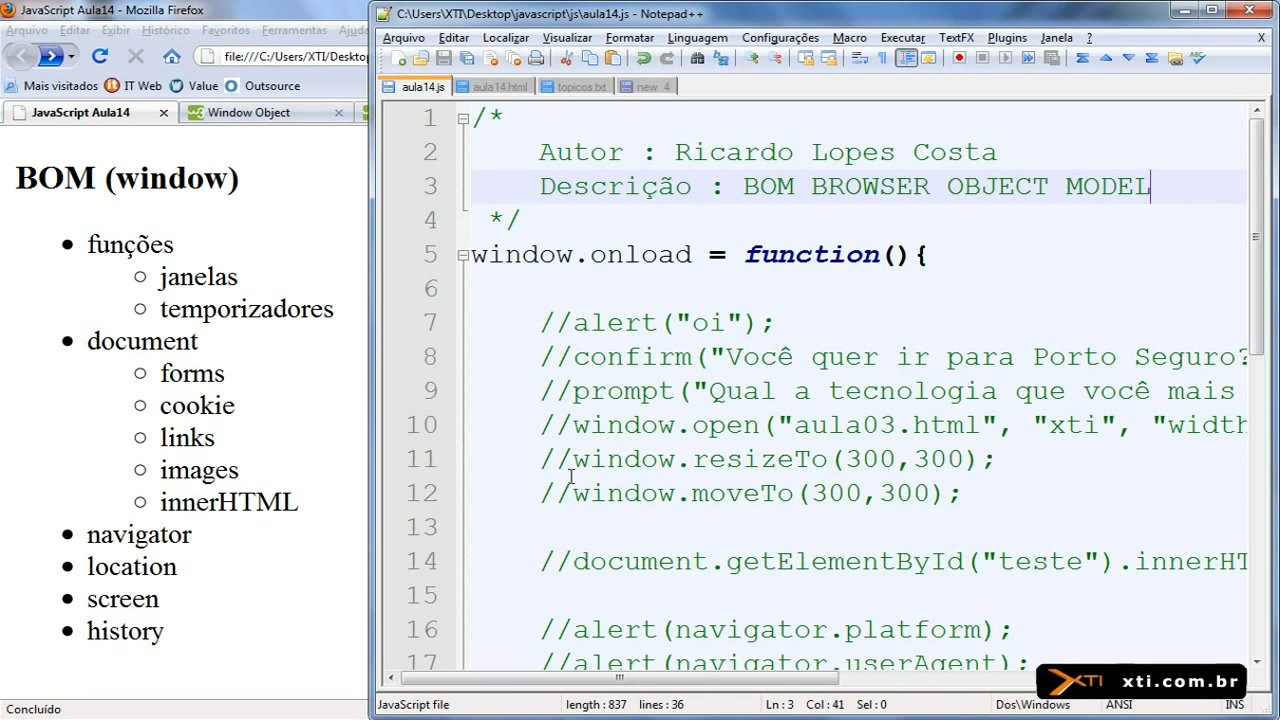 JavaScript Aula14 - Mozilla Firefox
Arquivo Editar Exibir Histórico Favoritos Ferramentas Ajuda
file:///C:/Users/XTI/Deskto
Mais visitados IT Web Value Outsource
JavaScript Aula14 Window Object
BOM (window)
funções
janelas
temporizadores
document
forms
cookie
links
images
innerHTML
navigator
location
screen
history
Concluído
C:\Users\XTI\Desktop\javascript\js\aula14.js - Notepad++
Arquivo Editar Localizar Visualizar Formatar Linguagem Configurações Macro Executar TextFX Plugins Janela ? X
aula14.js aula14.html topicos.txt new 4
1 /*
2 Autor : Ricardo Lopes Costa
3 Descrição : BOM BROWSER OBJECT MODEL
4 */
5 window.onload = function(){
6
7 //alert("oi");
8 //confirm("Você quer ir para Porto Seguro?
9 //prompt("Qual a tecnologia que você mais
10 //window.open("aula03.html", "xti", "width
11 //window.resizeTo(300,300);
12 //window.moveTo(300,300);
13
14 //document.getElementById("teste").innerHT
15
16 //alert(navigator.platform);
17 //alert(navigator.userAgent);
XTI xti.com.br
JavaScript file length : 837 lines : 36 Ln : 3 Col : 41 Sel : 0 Dos\Windows ANSI INS